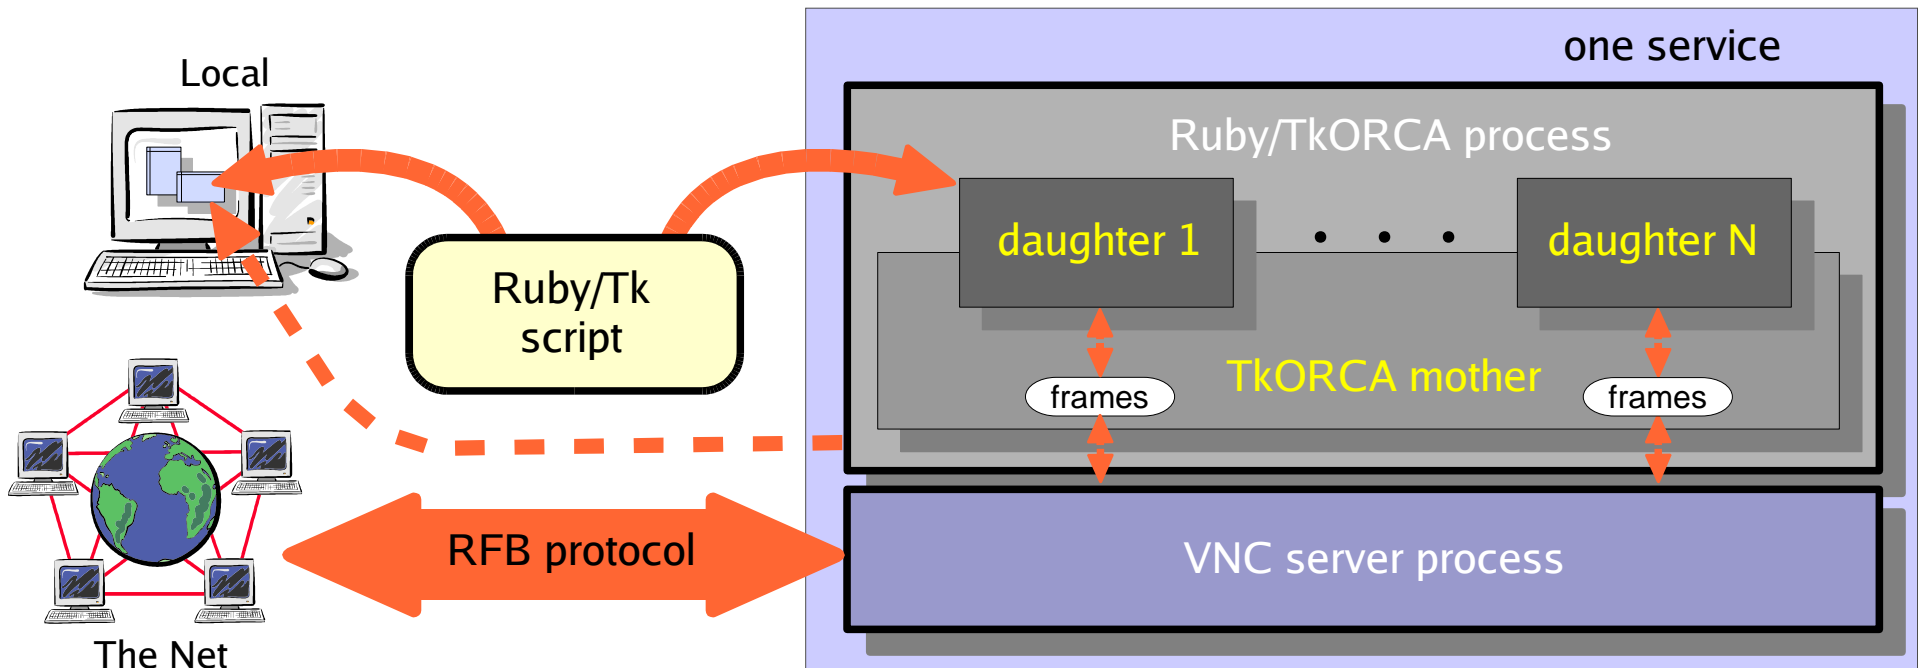 one service
Local
Ruby/TkORCA process
daughter 1
daughter N
Ruby/Tk
script
TkORCA mother
frames
frames
RFB protocol
VNC server process
The Net